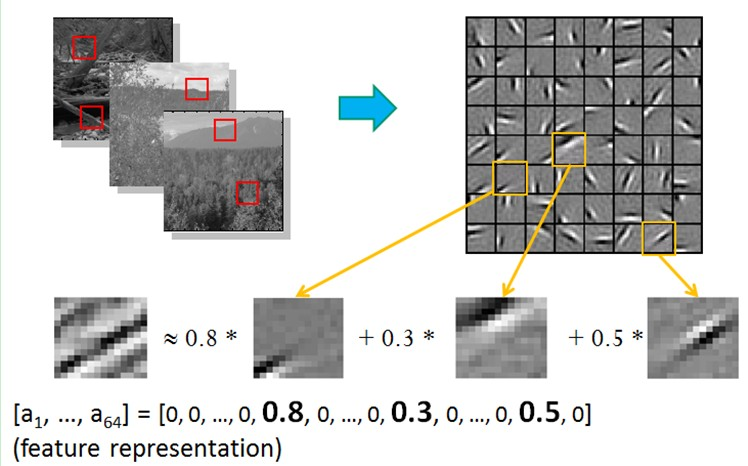 ≈ 0.8 * + 0.3 * + 0.5 *
[a1, ..., a64] = [0, 0, ..., 0, 0.8, 0, ..., 0, 0.3, 0, ..., 0, 0.5, 0]
(feature representation)